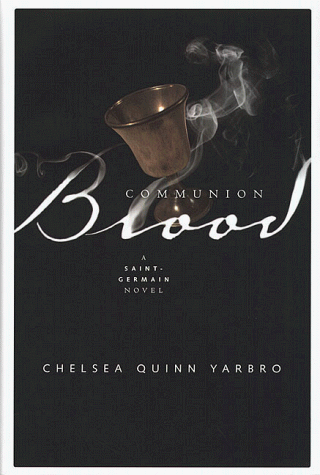 COMMUNION
Blood
A
SAINT-
GERMAIN
NOVEL
CHELSEA QUINN YARBRO